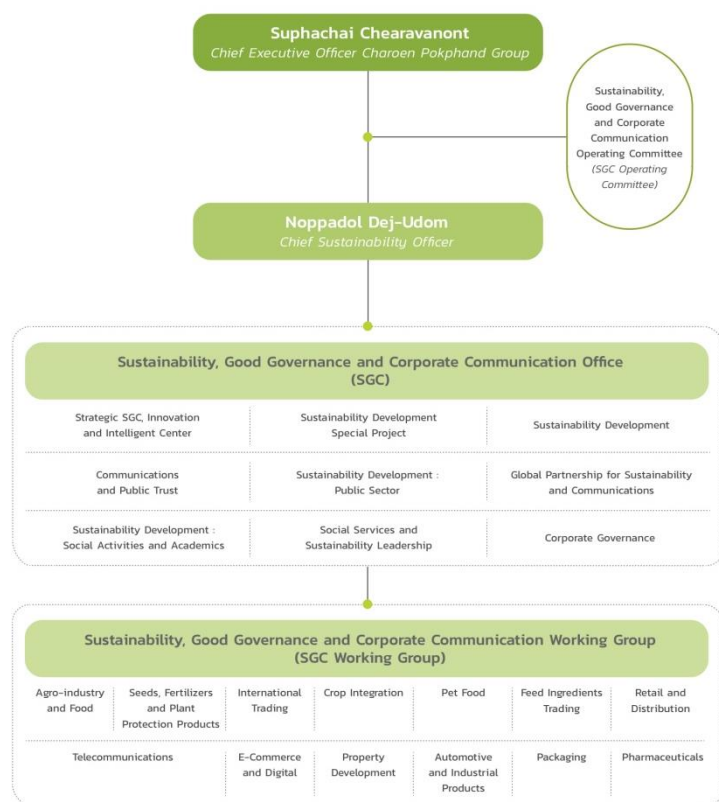 Suphachai Chearavanont
Chief Executive Officer Charoen Pokphand Group
Sustainability,
Good Governance
and Corporate
Communication
Operating Committee
(SGC Operating
Committee)
Noppadol Dej-Udom
Chief Sustainability Officer
Sustainability, Good Governance and Corporate Communication Office
(SGC)
Strategic SGC, Innovation
and Intelligent Center
Sustainability Development
Special Project
Sustainability Development
Communications
and Public Trust
Sustainability Development :
Public Sector
Global Partnership for Sustainability
and Communications
Sustainability Development :
Social Activities and Academics
Social Services and
Sustainability Leadership
Corporate Governance
Sustainability, Good Governance and Corporate Communication Working Group
(SGC Working Group)
Agro-industry
and Food
Seeds, Fertilizers
and Plant
Protection Products
International
Trading
Crop Integration
Pet Food
Feed Ingredients
Trading
Retail and
Distribution
Telecommunications
E-Commerce
and Digital
Property
Development
Automotive
and Industrial
Products
Packaging
Pharmaceuticals